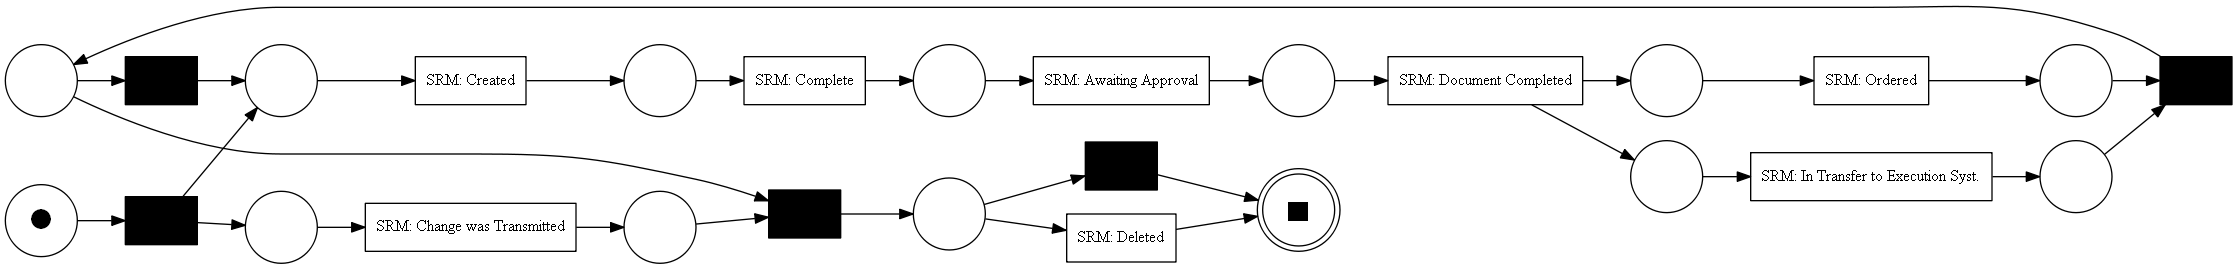 SRM: Created
SRM: Complete
SRM: Awaiting Approval
SRM: Document Completed
SRM: Ordered
SRM: In Transfer to Execution Syst.
SRM: Change was Transmitted
SRM: Deleted